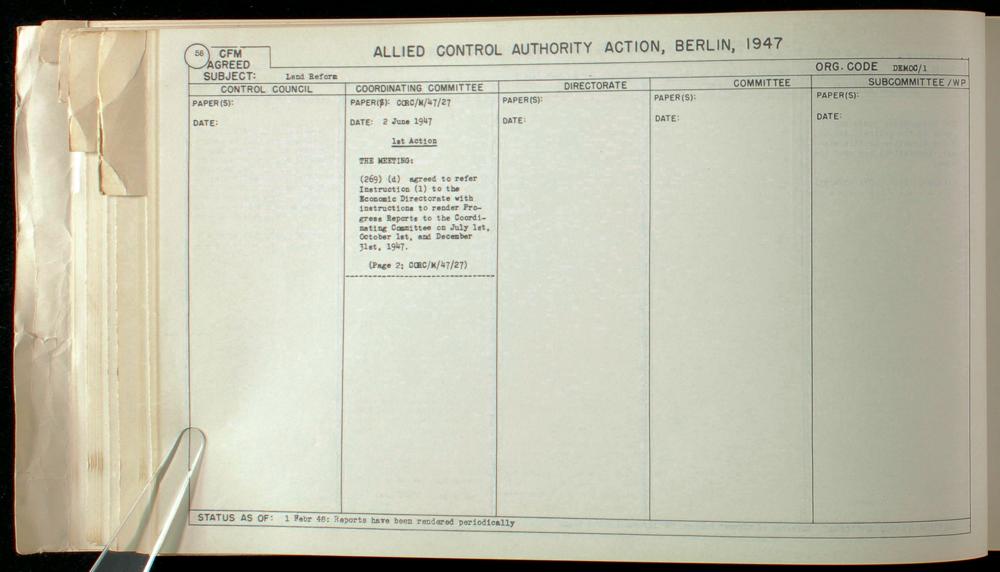 56 CFM AGREED
ALLIED CONTROL AUTHORITY ACTION, BERLIN, 1947
SUBJECT: Land Reform
ORG. CODE DEMOC/1
CONTROL COUNCIL
PAPER(S):
DATE:
COORDINATING COMMITTEE
PAPER(S): CORC/M/47/27
DATE: 2 June 1947
1st Action
THE MEETING:
(269) (d) agreed to refer
Instruction (1) to the
Economic Directorate with
instructions to render Pro-
gress Reports to the Coordi-
nating Committee on July 1st,
October 1st, and December
31st, 1947.
(Page 2; CORC/M/47/27)
DIRECTORATE
PAPER(S):
DATE:
COMMITTEE
PAPER(S):
DATE:
SUBCOMMITTEE/WP
PAPER(S):
DATE:
STATUS AS OF: 1 Febr 48: Reports have been rendered periodically